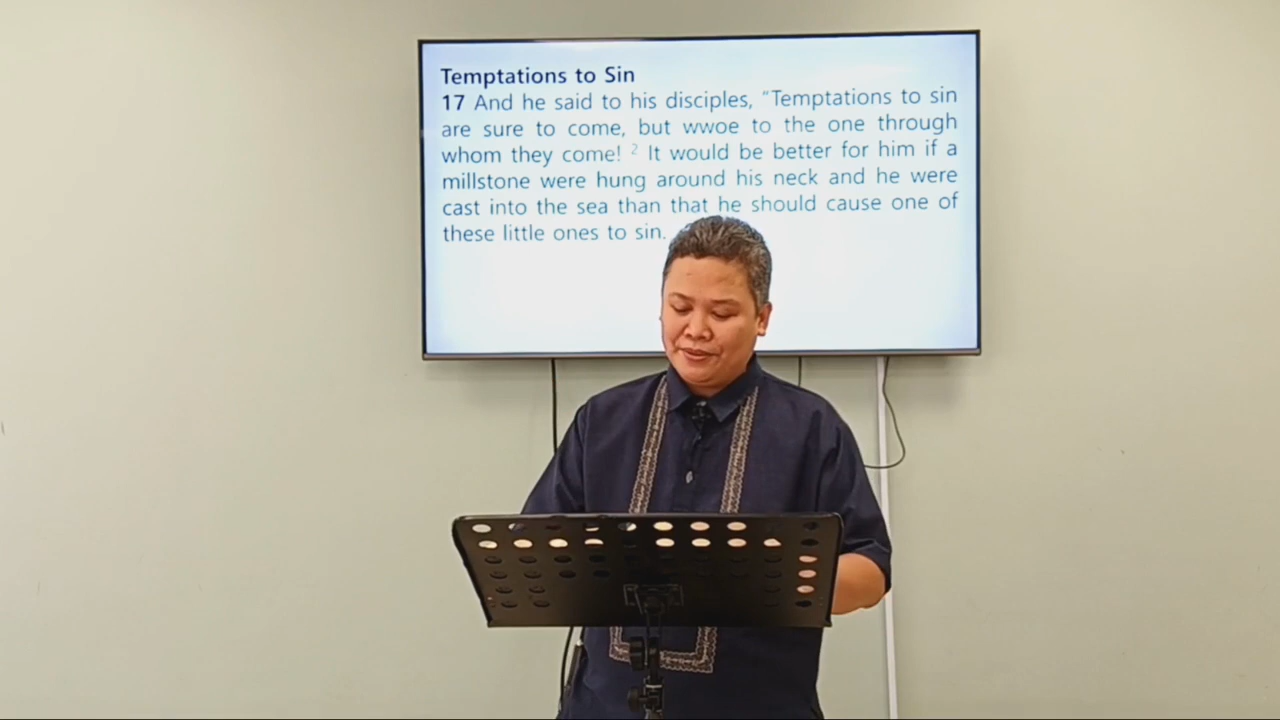 Temptations to Sin
17 And he said to his disciples, “Temptations to sin
are sure to come, but wwoe to the one through
whom they come! 2 It would be better for him if a
millstone were hung around his neck and he were
cast into the sea than that he should cause one of
these little ones to sin.